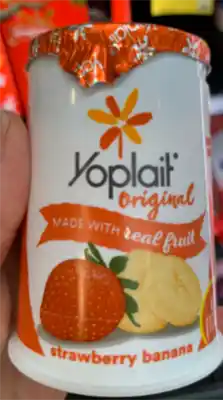 Yoplait
original
MADE WITH real fruit
strawberry banana